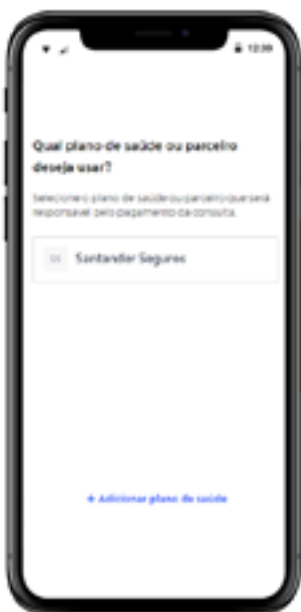 12:30
Qual plano de saúde ou parceiro
deseja usar?
Selecione o plano de saúde ou parceiro que será
responsável pelo pagamento da consulta.
Santander Seguros
+ Adicionar plano de saúde